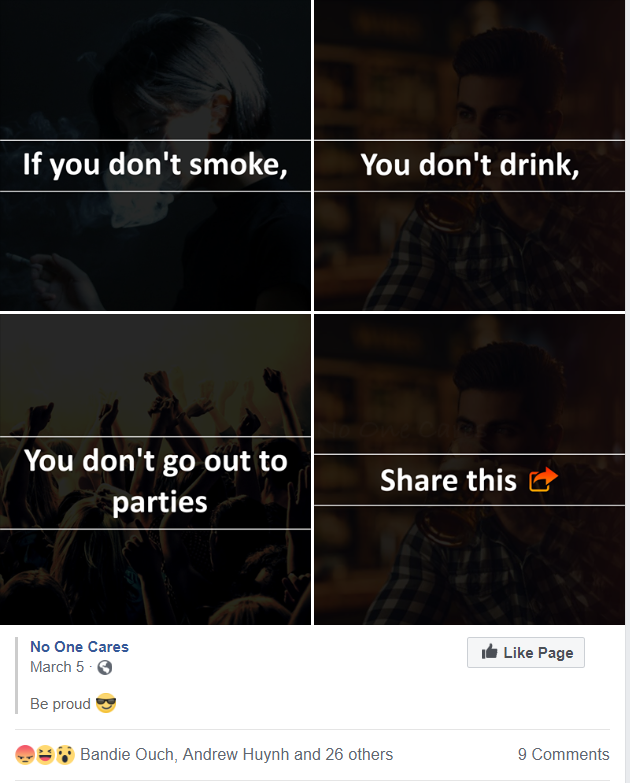 If you don't smoke,
You don't drink,
You don't go out to
parties
Share this
No One Cares
March 5 ·
Like Page
Be proud 😎
Bandie Ouch, Andrew Huynh and 26 others
9 Comments